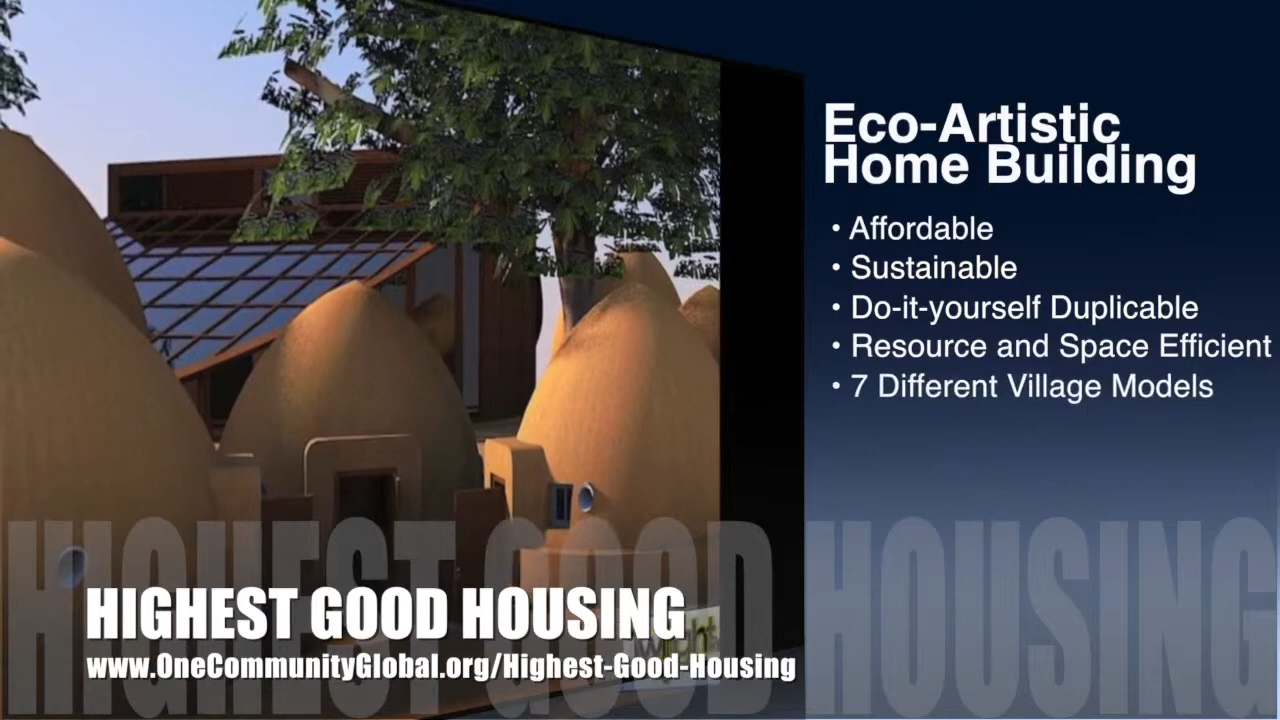 Eco-Artistic
Home Building
• Affordable
• Sustainable
• Do-it-yourself Duplicable
• Resource and Space Efficient
• 7 Different Village Models
HIGHEST GOOD HOUSING
HIGHEST GOOD HOUSING
www.OneCommunityGlobal.org/Highest-Good-Housing